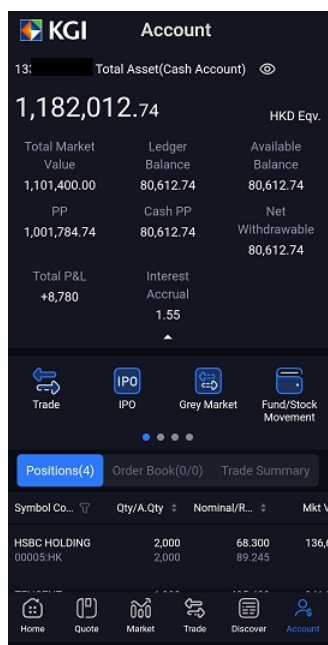 KGI Account
13 Total Asset(Cash Account)
1,182,012.74 HKD Eqv.
Total Market Value Ledger Balance Available Balance
1,101,400.00 80,612.74 80,612.74
PP Cash PP Net Withdrawable
1,001,784.74 80,612.74 80,612.74
Total P&L Interest Accrual
+8,780 1.55
IPO
Trade IPO Grey Market Fund/Stock Movement
Positions(4) Order Book(0/0) Trade Summary
Symbol Co... Qty/A.Qty Nominal/R... Mkt V
HSBC HOLDING 2,000 68.300 136,6
00005:HK 2,000 89.245
Home Quote Market Trade Discover Account